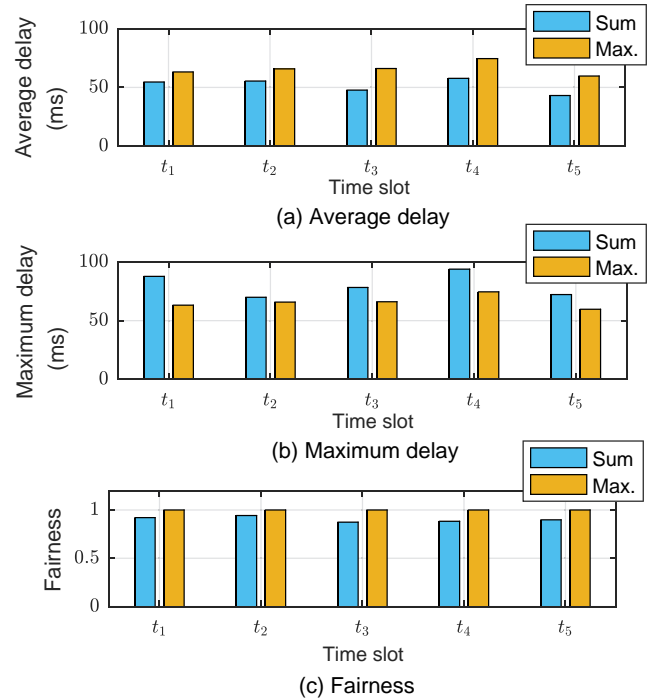 100
50
0
Average delay
(ms)
Sum
Max.
t1 t2 t3 t4 t5
Time slot
(a) Average delay
100
50
0
Maximum delay
(ms)
Sum
Max.
t1 t2 t3 t4 t5
Time slot
(b) Maximum delay
Sum
Max.
1
0.5
0
Fairness
t1 t2 t3 t4 t5
Time slot
(c) Fairness